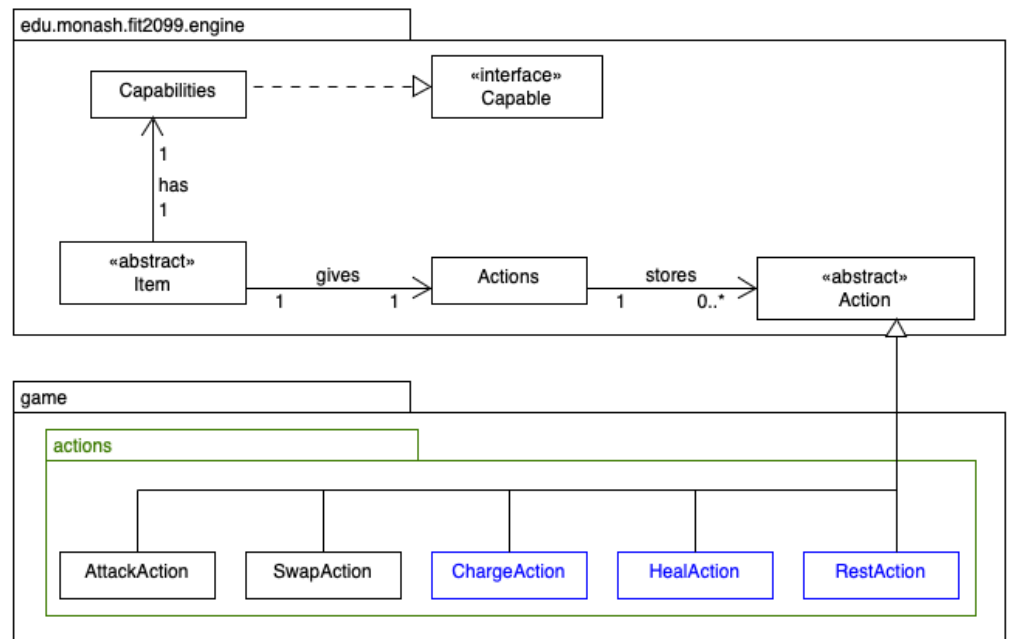 edu.monash.fit2099.engine
Capabilities
«interface»
Capable
1
has
1
«abstract»
Item
gives
1
1
Actions
stores
1
0..*
«abstract»
Action
game
actions
AttackAction
SwapAction
ChargeAction
HealAction
RestAction